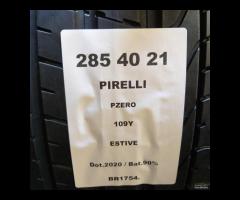 285 40 21
PIRELLI
PZERO
109Y
ESTIVE
Dot.2020 / Bat.90%
BR1754.